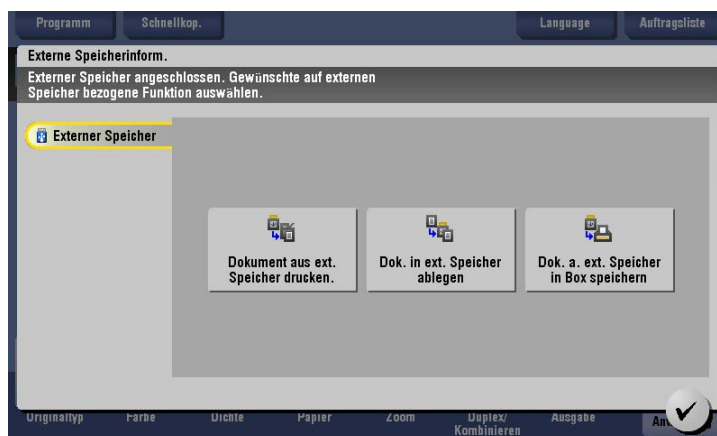 Programm Schnellkop. Language Auftragsliste
Externe Speicherinform.
Externer Speicher angeschlossen. Gewünschte auf externen
Speicher bezogene Funktion auswählen.
Externer Speicher
Dokument aus ext.
Speicher drucken.
Dok. in ext. Speicher
ablegen
Dok. a. ext. Speicher
in Box speichern
Originaltyp Farbe Dichte Papier Zoom Duplex/
Kombinieren
Ausgabe